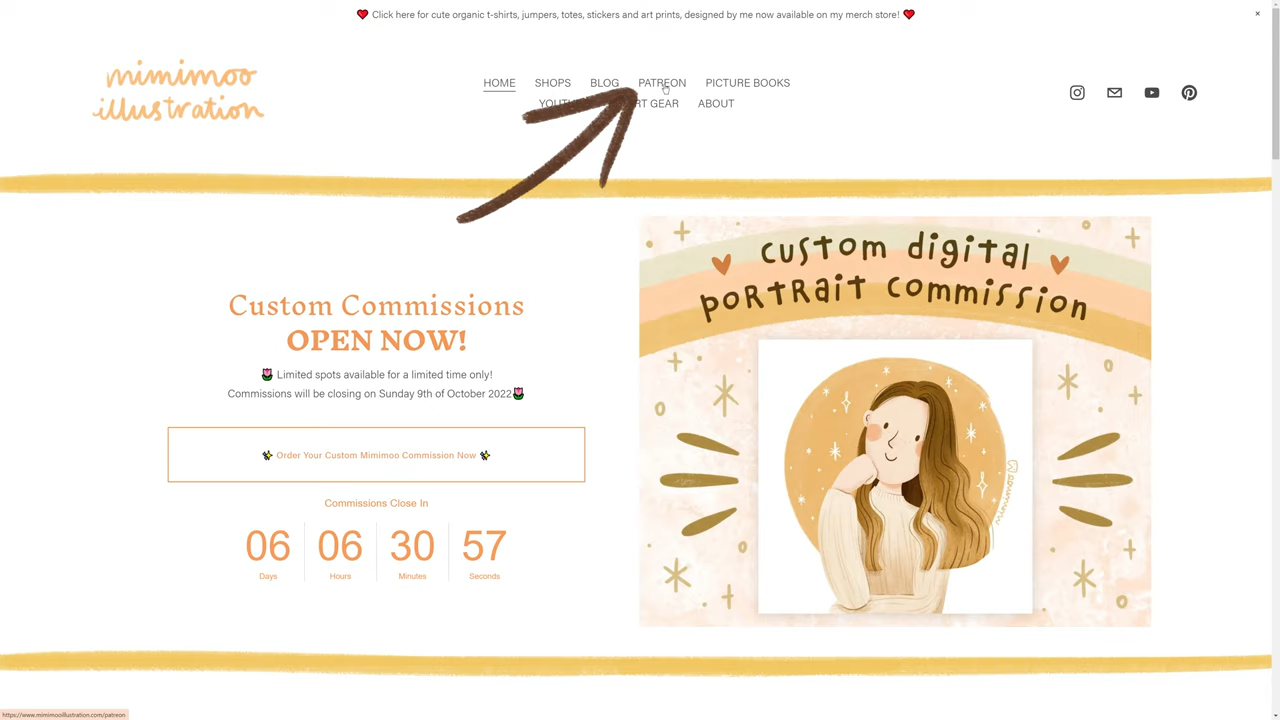 ❤️ Click here for cute organic t-shirts, jumpers, totes, stickers and art prints, designed by me now available on my merch store! ❤️
×
mimimoo
illustration
HOME SHOPS BLOG PATREON PICTURE BOOKS
GEAR ABOUT
custom digital
portrait commission
Custom Commissions
OPEN NOW!
🌷 Limited spots available for a limited time only!
Commissions will be closing on Sunday 9th of October 2022🌷
✨ Order Your Custom Mimimoo Commission Now ✨
Commissions Close In
06 06 30 57
Days Hours Minutes Seconds
https://www.mimimooillustration.com/patreon